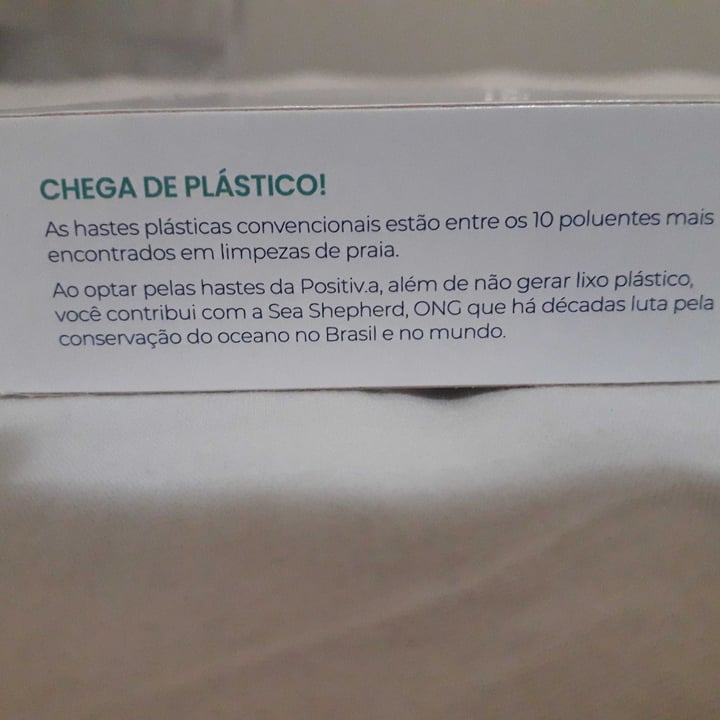 CHEGA DE PLÁSTICO!
As hastes plásticas convencionais estão entre os 10 poluentes mais
encontrados em limpezas de praia.
Ao optar pelas hastes da Positiv.a, além de não gerar lixo plástico,
você contribui com a Sea Shepherd, ONG que há décadas luta pela
conservação do oceano no Brasil e no mundo.